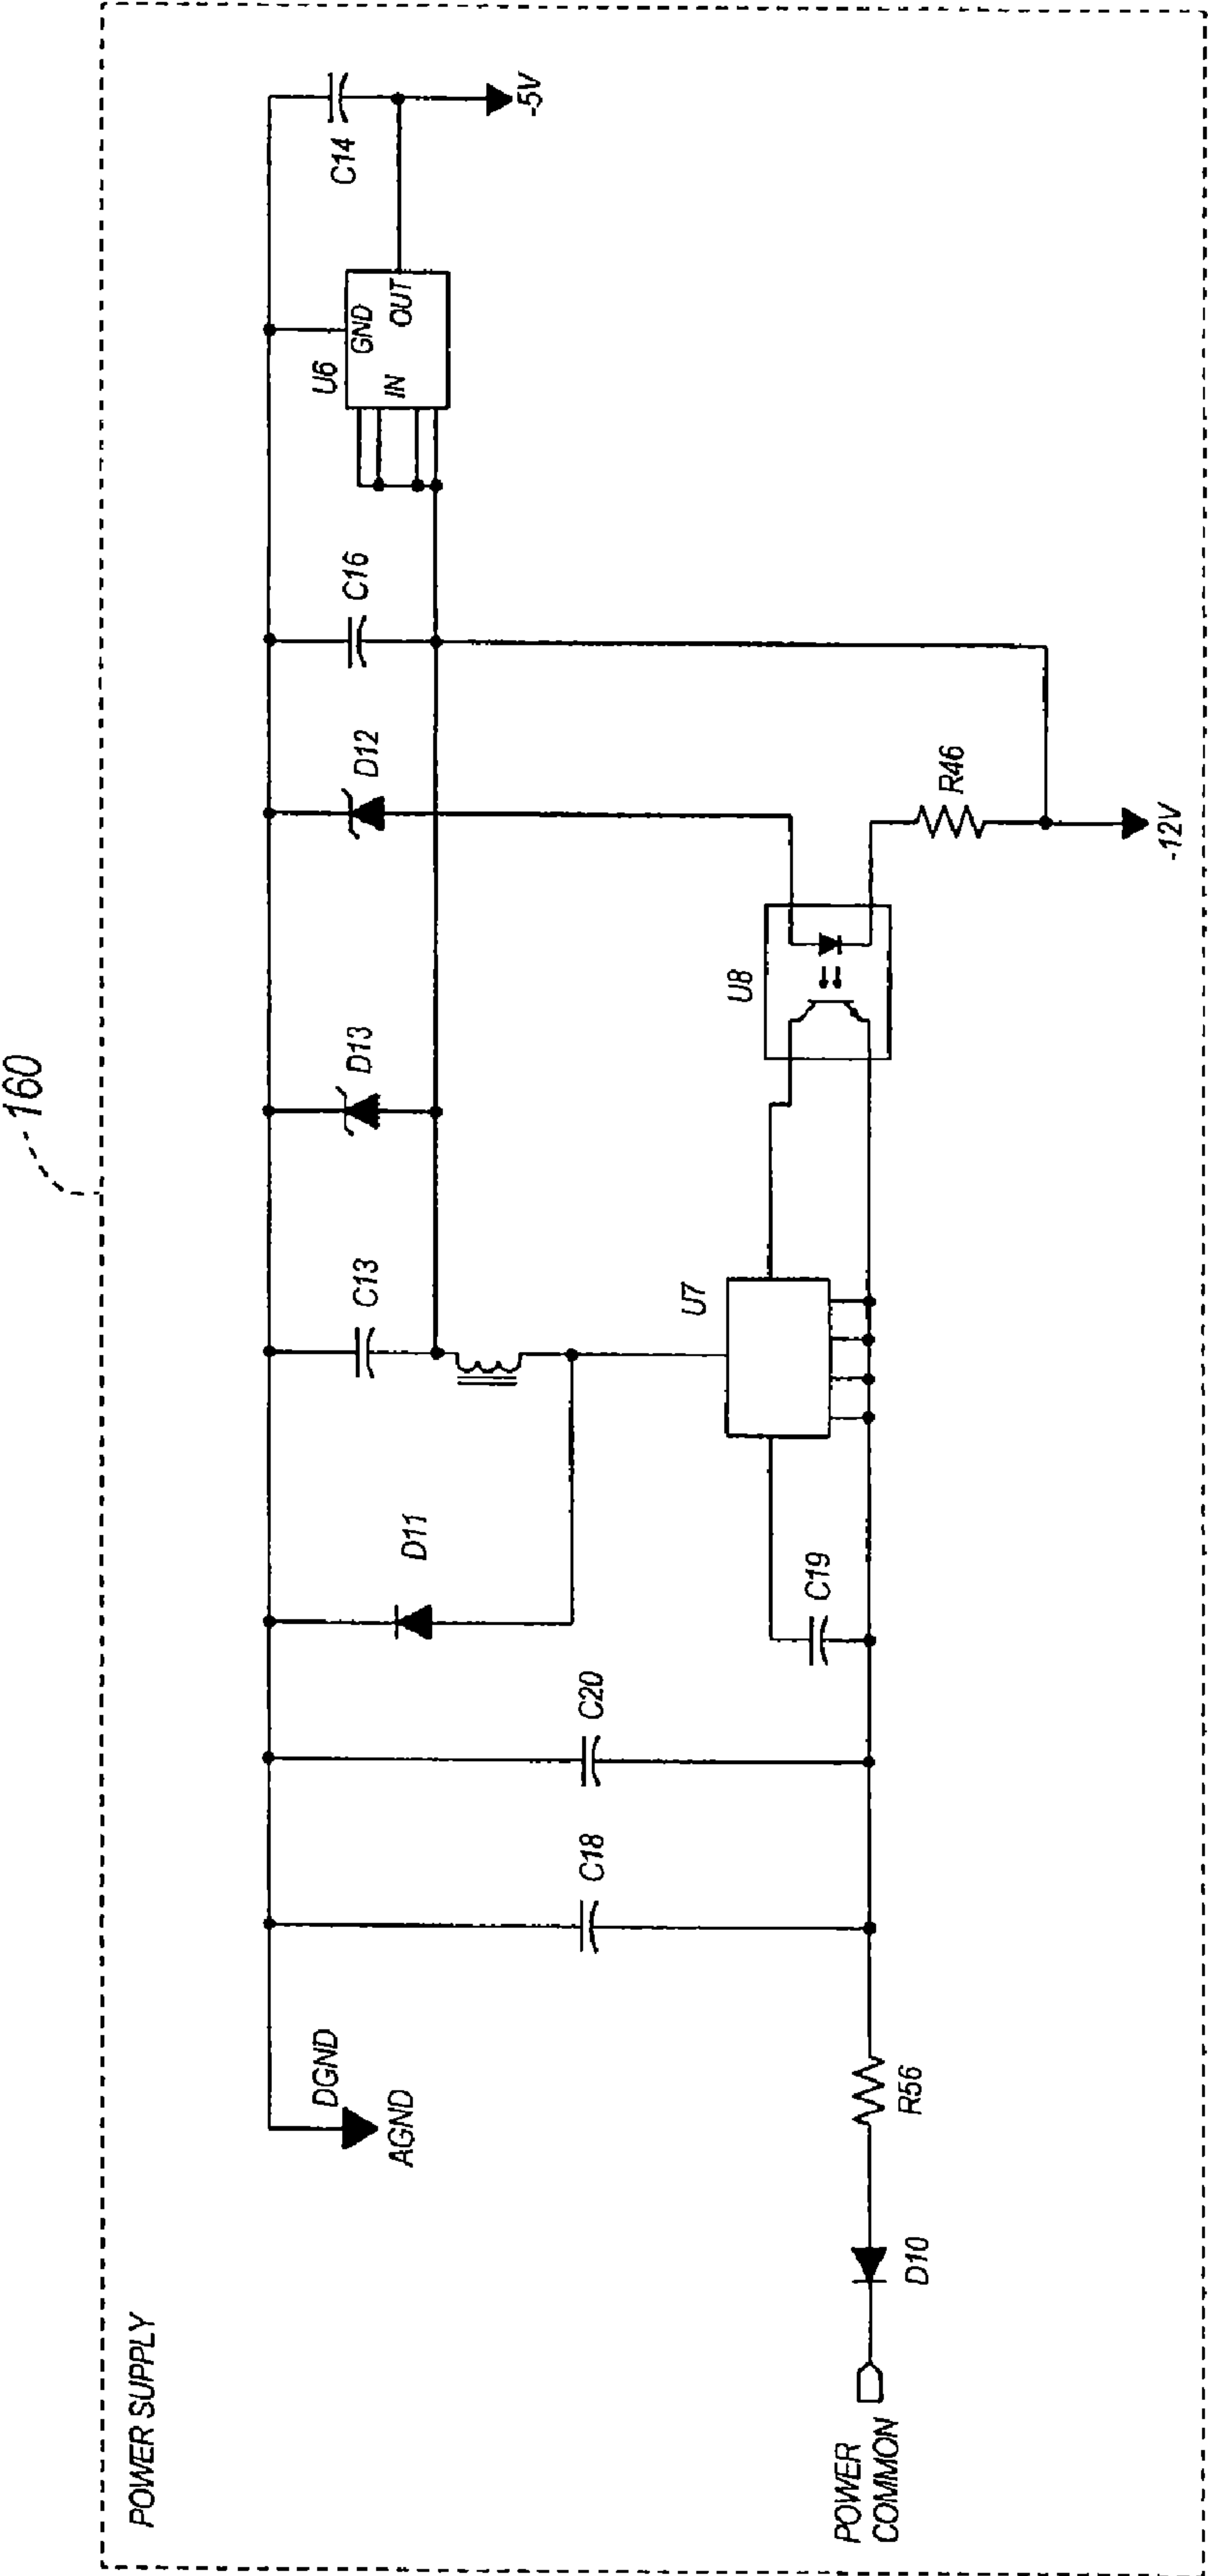 160
POWER SUPPLY
DGND
AGND
C18
C20
D11
C13
D13
D12
C16
U6
GND
IN
OUT
C14
-5V
C19
U7
U8
R46
-12V
POWER
COMMON
D10
R56